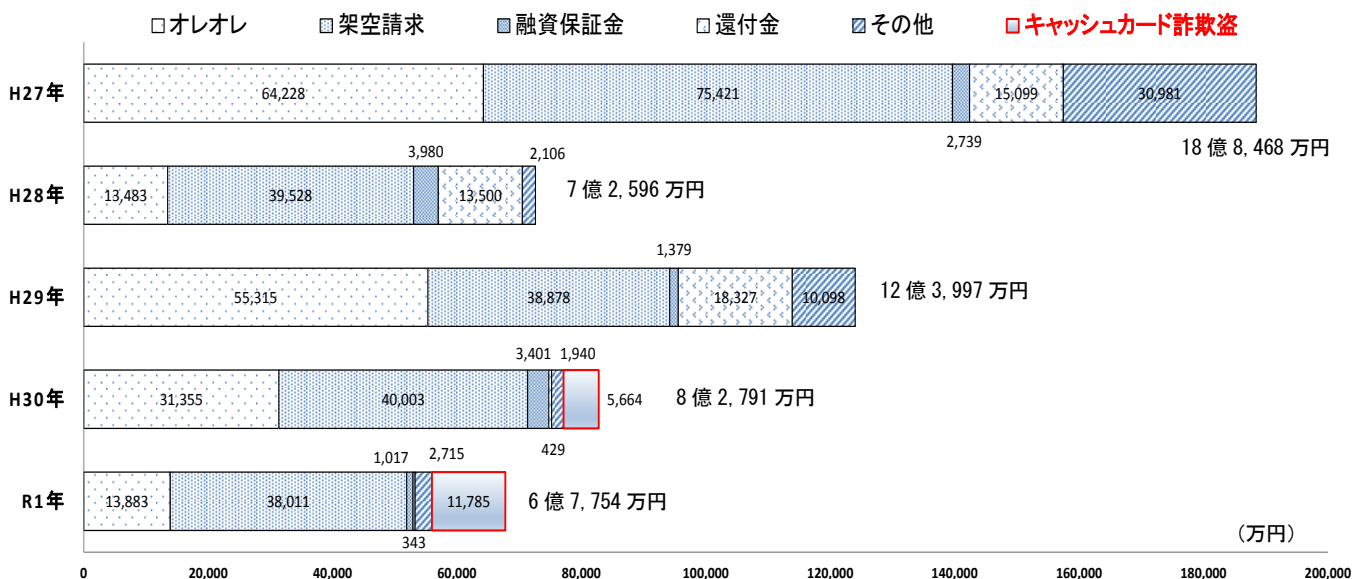 オレオレ 架空請求 融資保証金 還付金 その他 キャッシュカード詐欺盗
H27年 64,228 75,421 15,099 30,981
2,739 18億8,468万円
3,980 2,106
H28年 13,483 39,528 13,500 7億2,596万円
1,379
H29年 55,315 38,878 18,327 10,098 12億3,997万円
3,401 1,940
H30年 31,355 40,003 5,664 8億2,791万円
429
1,017 2,715
R1年 13,883 38,011 11,785 6億7,754万円
343 (万円)
0 20,000 40,000 60,000 80,000 100,000 120,000 140,000 160,000 180,000 200,000